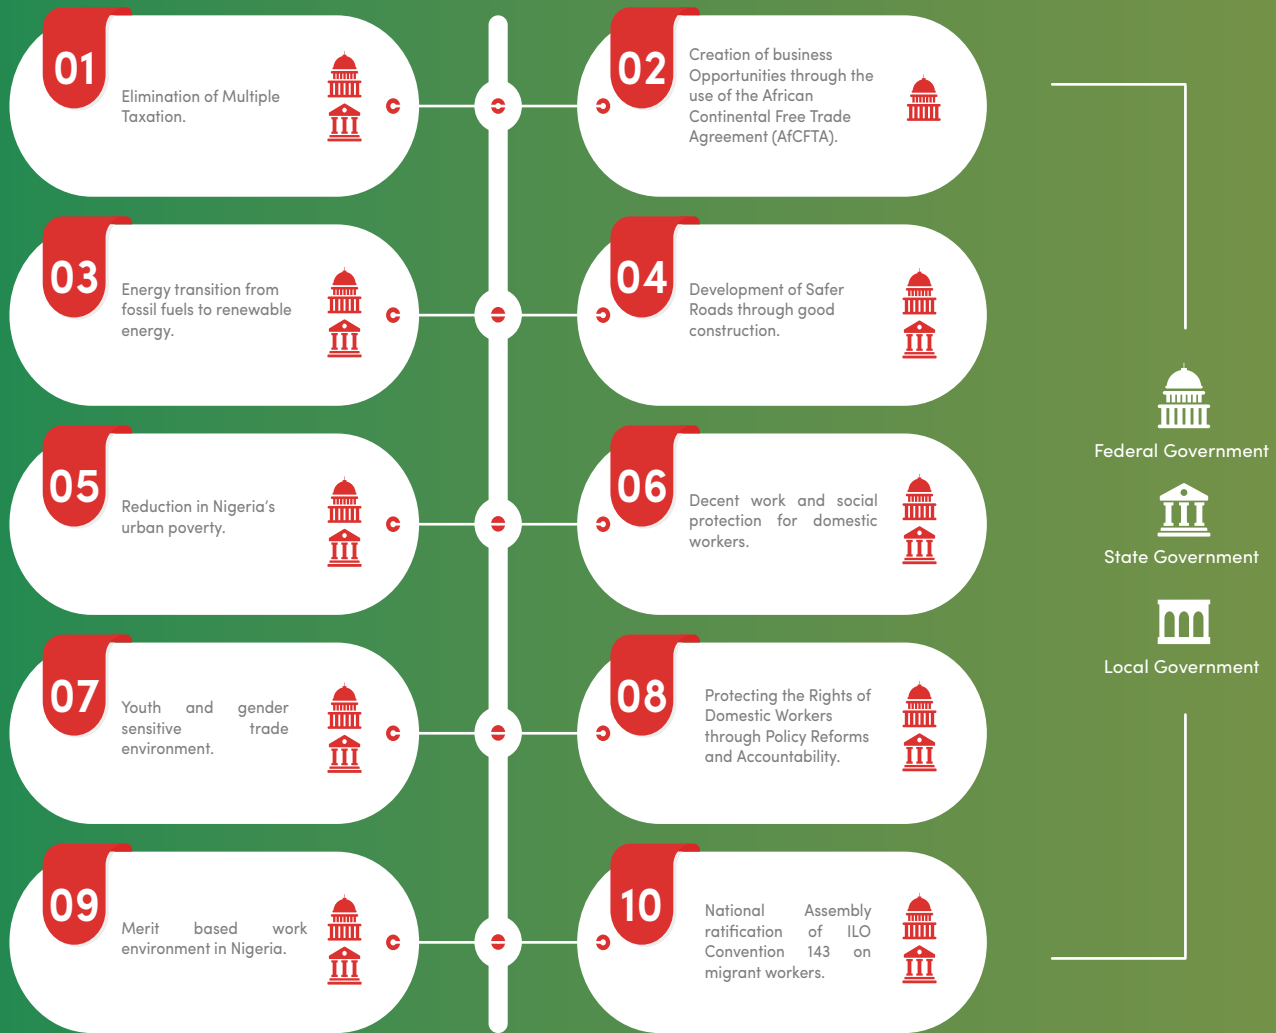 01
Elimination of Multiple
Taxation.
02
Creation of business
Opportunities through the
use of the African
Continental Free Trade
Agreement (AfCFTA).
03
Energy transition from
fossil fuels to renewable
energy.
04
Development of Safer
Roads through good
construction.
05
Reduction in Nigeria’s
urban poverty.
06
Decent work and social
protection for domestic
workers.
07
Youth and gender
sensitive trade
environment.
08
Protecting the Rights of
Domestic Workers
through Policy Reforms
and Accountability.
09
Merit based work
environment in Nigeria.
10
National Assembly
ratification of ILO
Convention 143 on
migrant workers.
Federal Government
State Government
Local Government